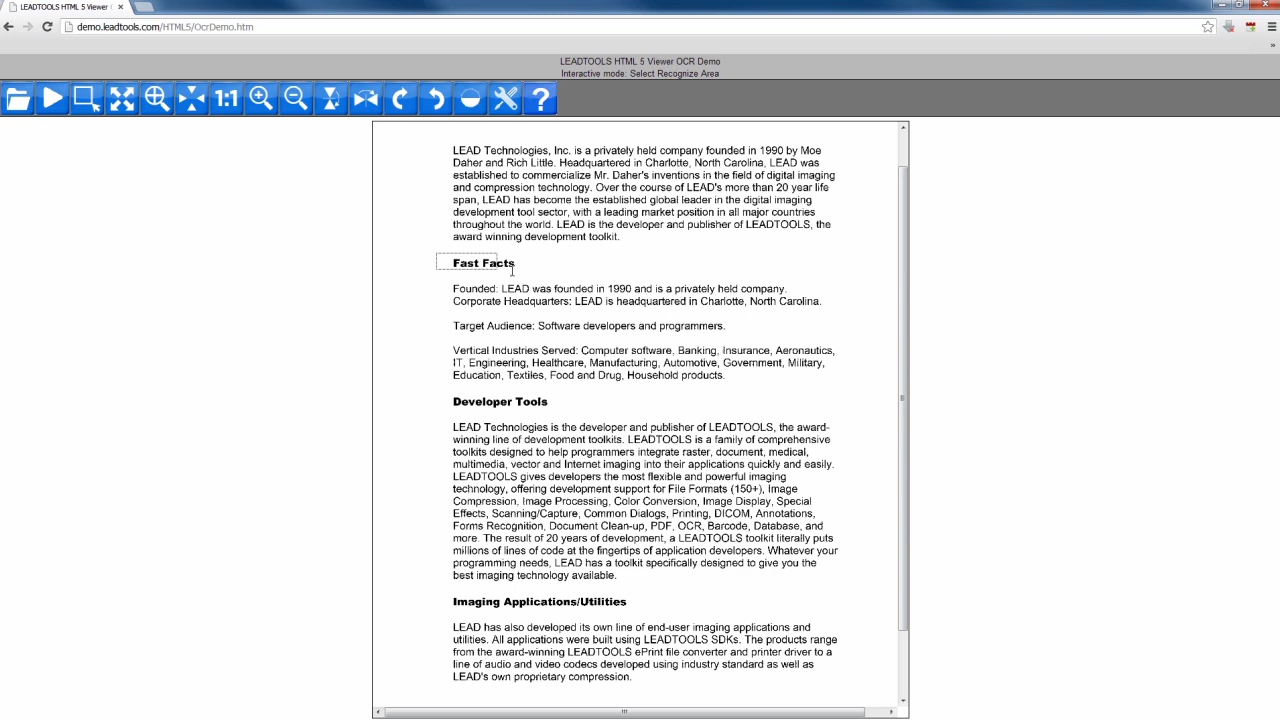 LEADTOOLS HTML 5 Viewer
demo.leadtools.com/HTML5/OcrDemo.htm
LEADTOOLS HTML 5 Viewer OCR Demo
Interactive mode: Select Recognize Area
1:1
?
LEAD Technologies, Inc. is a privately held company founded in 1990 by Moe
Daher and Rich Little. Headquartered in Charlotte, North Carolina, LEAD was
established to commercialize Mr. Daher's inventions in the field of digital imaging
and compression technology. Over the course of LEAD's more than 20 year life
span, LEAD has become the established global leader in the digital imaging
development tool sector, with a leading market position in all major countries
throughout the world. LEAD is the developer and publisher of LEADTOOLS, the
award winning development toolkit.
Fast Facts
Founded: LEAD was founded in 1990 and is a privately held company.
Corporate Headquarters: LEAD is headquartered in Charlotte, North Carolina.
Target Audience: Software developers and programmers.
Vertical Industries Served: Computer software, Banking, Insurance, Aeronautics,
IT, Engineering, Healthcare, Manufacturing, Automotive, Government, Military,
Education, Textiles, Food and Drug, Household products.
Developer Tools
LEAD Technologies is the developer and publisher of LEADTOOLS, the award-
winning line of development toolkits. LEADTOOLS is a family of comprehensive
toolkits designed to help programmers integrate raster, document, medical,
multimedia, vector and Internet imaging into their applications quickly and easily.
LEADTOOLS gives developers the most flexible and powerful imaging
technology, offering development support for File Formats (150+), Image
Compression, Image Processing, Color Conversion, Image Display, Special
Effects, Scanning/Capture, Common Dialogs, Printing, DICOM, Annotations,
Forms Recognition, Document Clean-up, PDF, OCR, Barcode, Database, and
more. The result of 20 years of development, a LEADTOOLS toolkit literally puts
millions of lines of code at the fingertips of application developers. Whatever your
programming needs, LEAD has a toolkit specifically designed to give you the
best imaging technology available.
Imaging Applications/Utilities
LEAD has also developed its own line of end-user imaging applications and
utilities. All applications were built using LEADTOOLS SDKs. The products range
from the award-winning LEADTOOLS ePrint file converter and printer driver to a
line of audio and video codecs developed using industry standard as well as
LEAD's own proprietary compression.